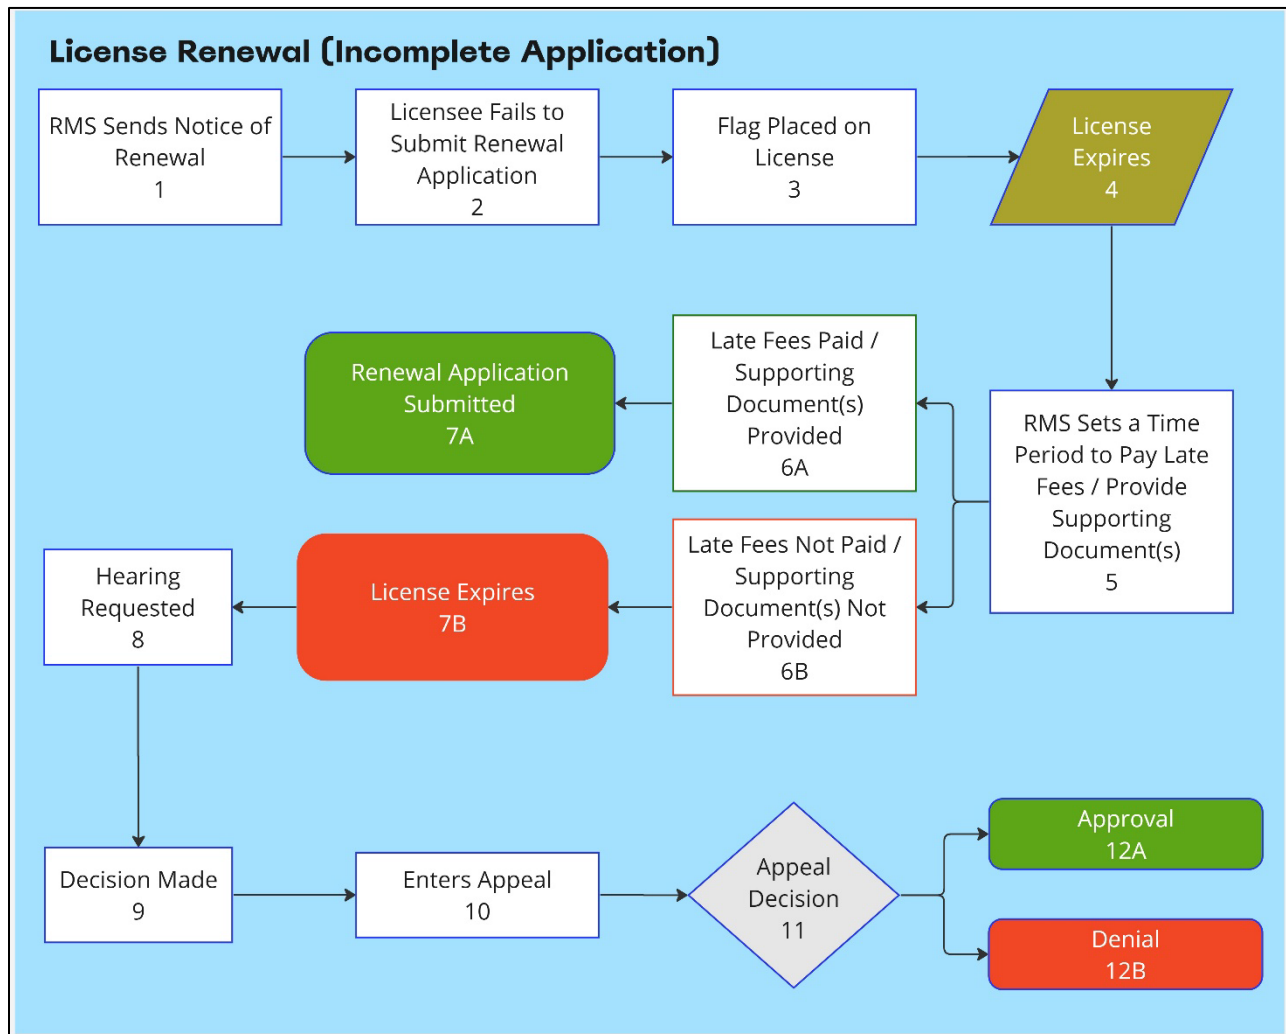 License Renewal (Incomplete Application)
RMS Sends Notice of
Renewal
1
Licensee Fails to
Submit Renewal
Application
2
Flag Placed on
License
3
License
Expires
4
RMS Sets a Time
Period to Pay Late
Fees / Provide
Supporting
Document(s)
5
Late Fees Paid /
Supporting
Document(s)
Provided
6A
Renewal Application
Submitted
7A
Late Fees Not Paid /
Supporting
Document(s) Not
Provided
6B
License Expires
7B
Hearing
Requested
8
Decision Made
9
Enters Appeal
10
Appeal
Decision
11
Approval
12A
Denial
12B